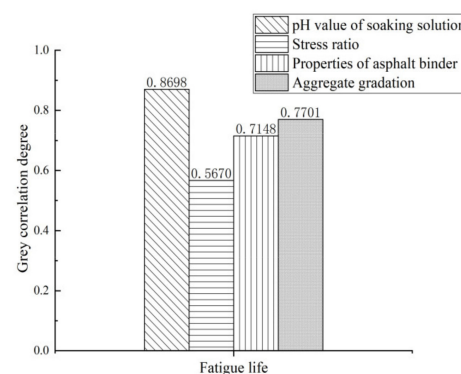 pH value of soaking solution
Stress ratio
Properties of asphalt binder
Aggregate gradation
1.0
0.8
0.6
0.4
0.2
0.0
Grey correlation degree
0.8698
0.5670
0.7148
0.7701
Fatigue life